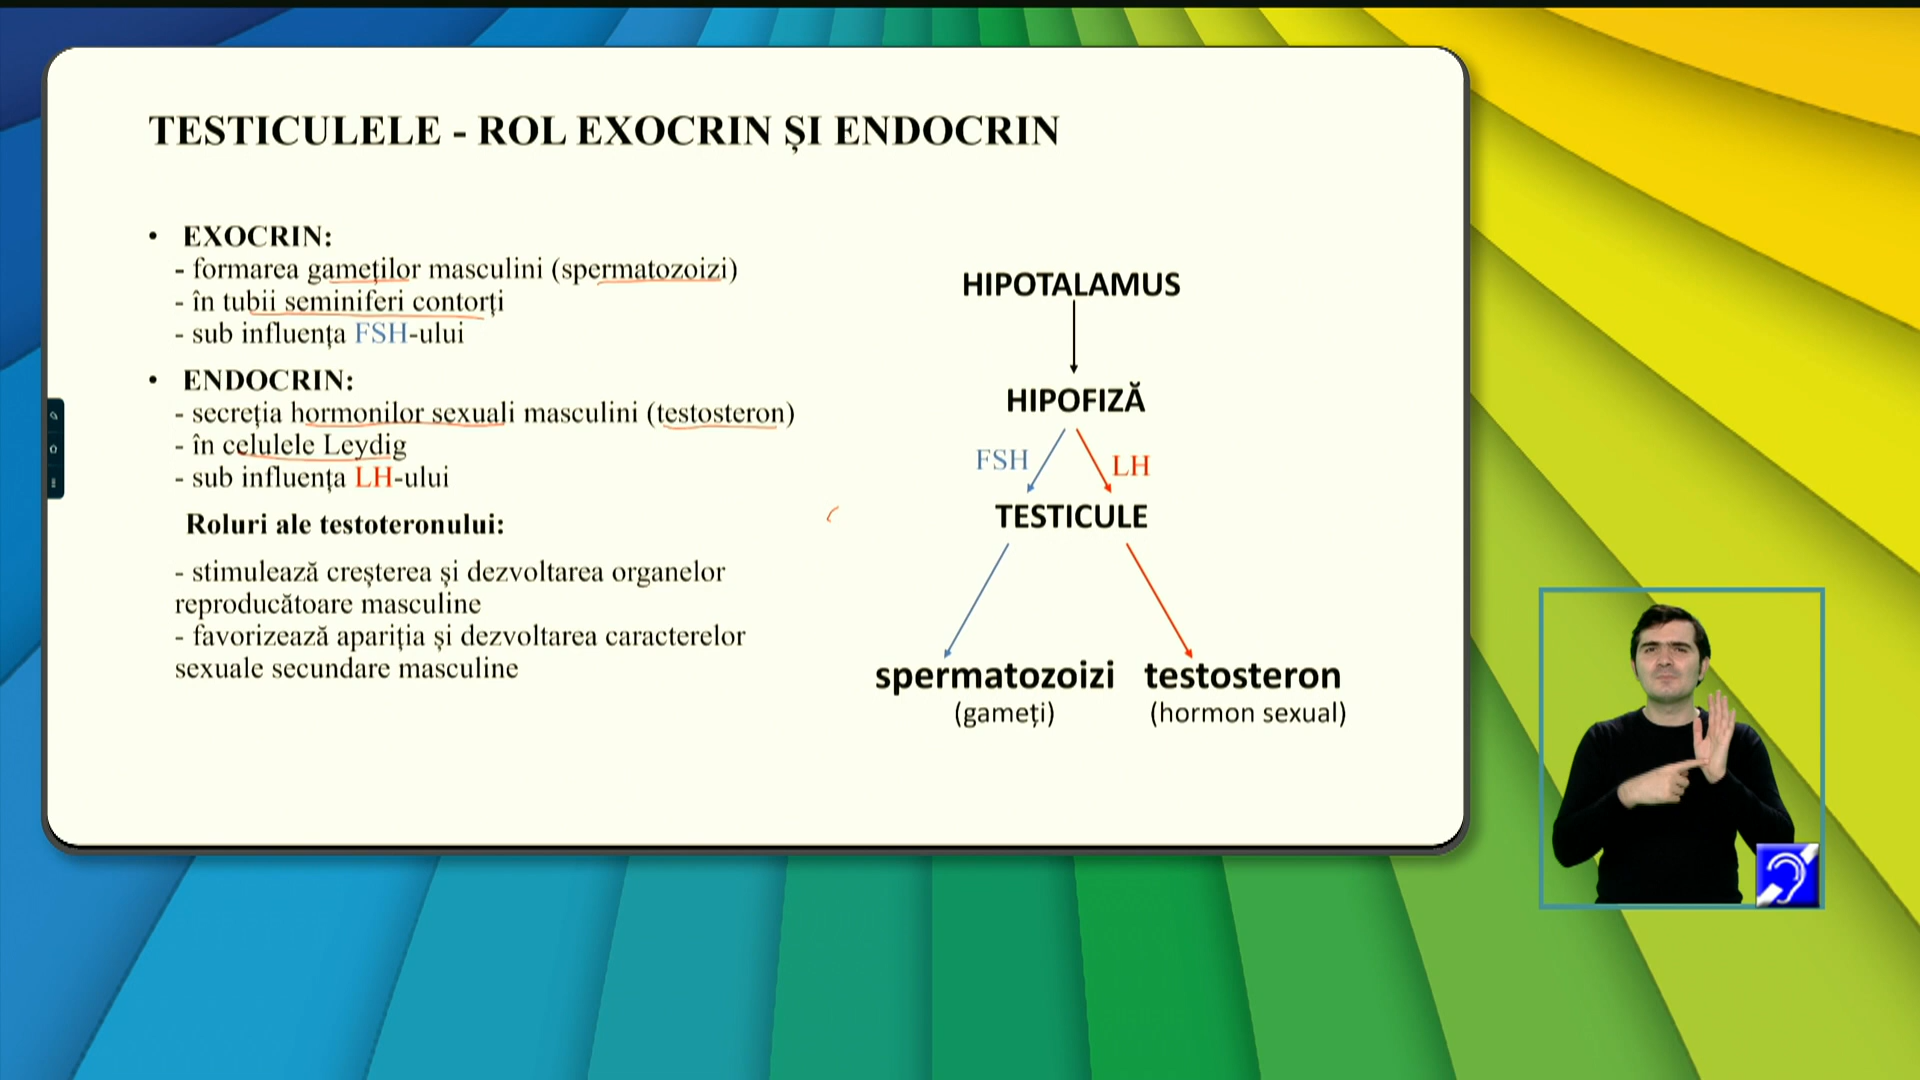 TESTICULELE - ROL EXOCRIN ȘI ENDOCRIN
• EXOCRIN:
- formarea gameților masculini (spermatozoizi)
- în tubii seminiferi contorți
- sub influența FSH-ului
• ENDOCRIN:
- secreția hormonilor sexuali masculini (testosteron)
- în celulele Leydig
- sub influența LH-ului
Roluri ale testoteronului:
- stimulează creșterea și dezvoltarea organelor
reproducătoare masculine
- favorizează apariția și dezvoltarea caracterelor
sexuale secundare masculine
HIPOTALAMUS
HIPOFIZĂ
FSH LH
TESTICULE
spermatozoizi testosteron
(gameți) (hormon sexual)